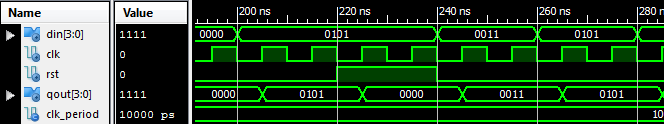 Name Value 200 ns 220 ns 240 ns 260 ns 280 n
din[3:0] 1111 0000 0101 0011 0101
clk 0
rst 0
qout[3:0] 1111 0000 0101 0000 0011 0101
clk_period 10000 ps 10